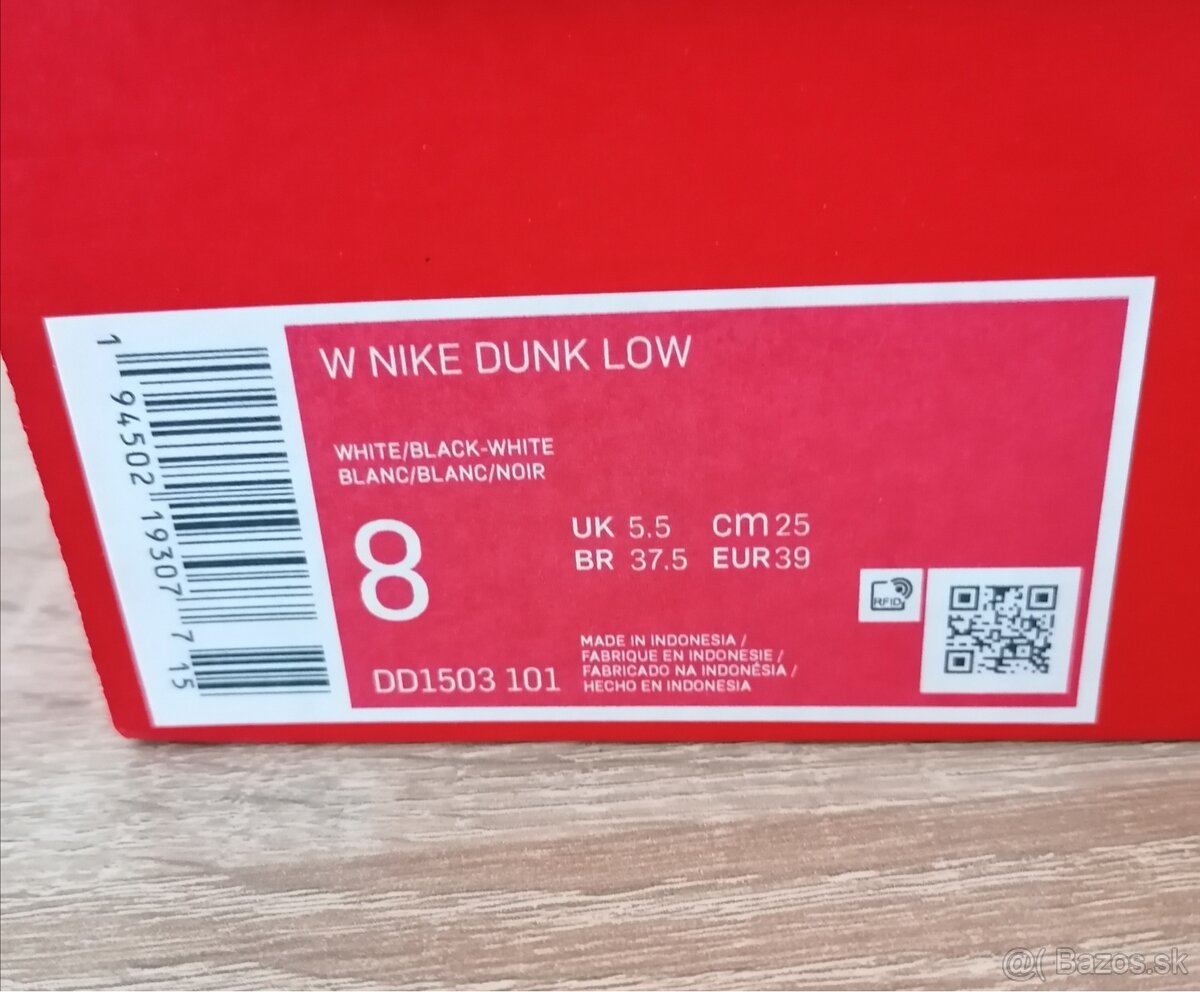 W NIKE DUNK LOW
WHITE/BLACK-WHITE
BLANC/BLANC/NOIR
8
UK 5.5 cm 25
BR 37.5 EUR 39
DD1503 101
MADE IN INDONESIA /
FABRIQUE EN INDONESIE /
FABRICADO NA INDONÉSIA /
HECHO EN INDONESIA
RFID
1 94502 19307 7 15
@( Bazos.sk